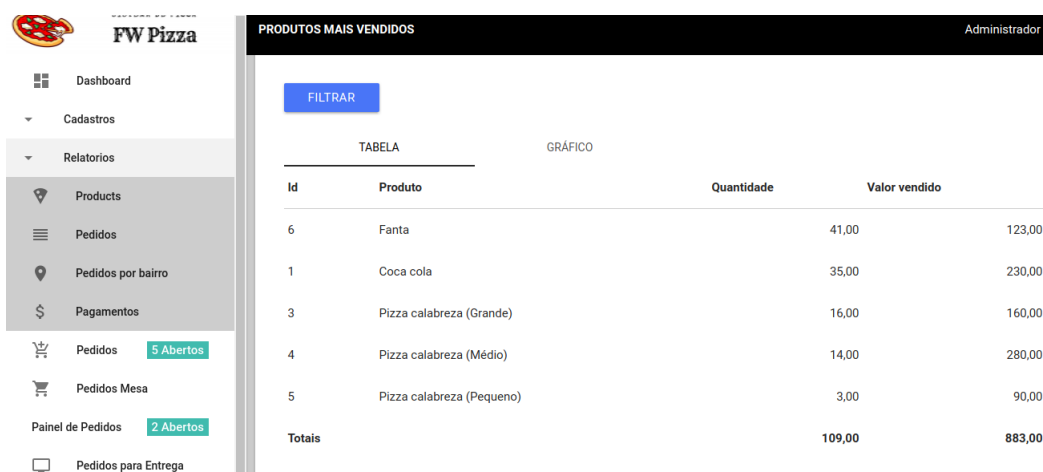 FW Pizza
Dashboard
Cadastros
Relatorios
Products
Pedidos
Pedidos por bairro
Pagamentos
Pedidos 5 Abertos
Pedidos Mesa
Painel de Pedidos 2 Abertos
Pedidos para Entrega
PRODUTOS MAIS VENDIDOS Administrador
FILTRAR
TABELA GRÁFICO
Id Produto Quantidade Valor vendido
6 Fanta 41,00 123,00
1 Coca cola 35,00 230,00
3 Pizza calabreza (Grande) 16,00 160,00
4 Pizza calabreza (Médio) 14,00 280,00
5 Pizza calabreza (Pequeno) 3,00 90,00
Totais 109,00 883,00